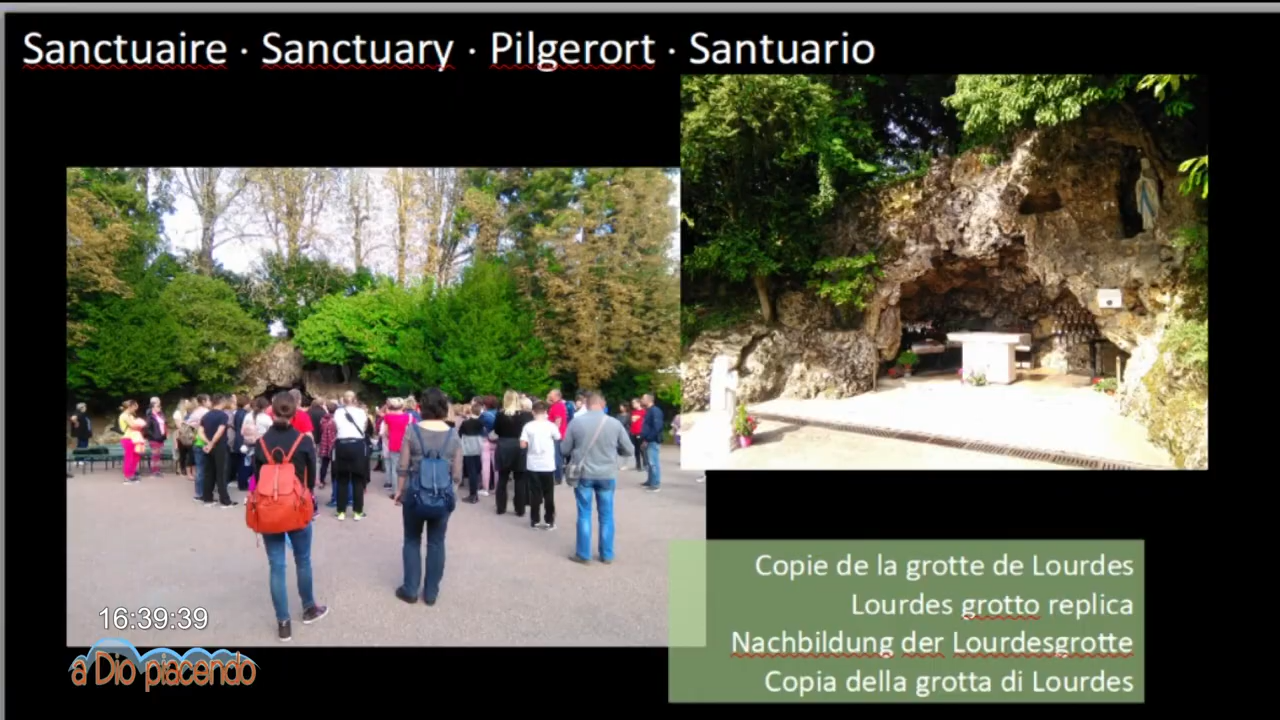 Sanctuaire · Sanctuary · Pilgerort · Santuario
Copie de la grotte de Lourdes
Lourdes grotto replica
Nachbildung der Lourdesgrotte
Copia della grotta di Lourdes
16:39:39
a Dio piacendo